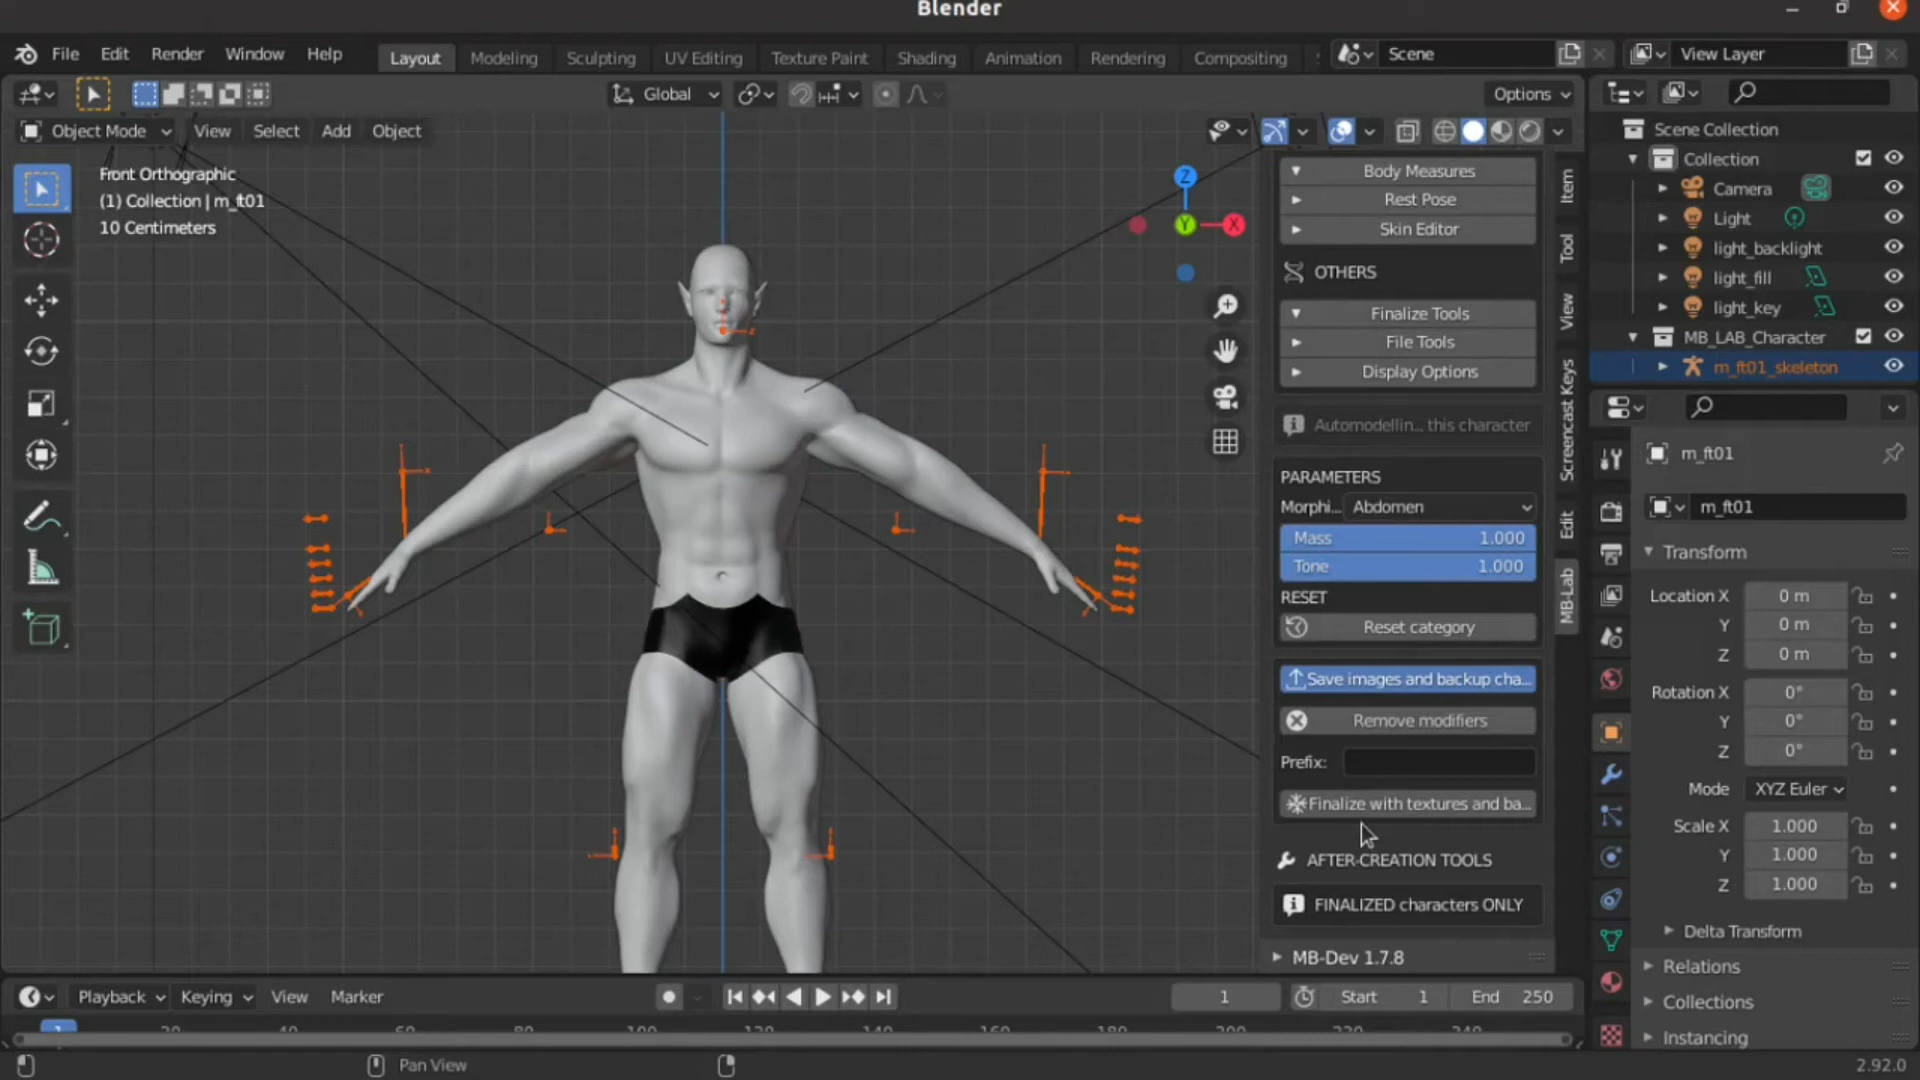 Blender
File Edit Render Window Help Layout Modeling Sculpting UV Editing Texture Paint Shading Animation Rendering Compositing Scene View Layer
Global Options
Object Mode View Select Add Object
Front Orthographic
(1) Collection | m_ft01
10 Centimeters
Z
Y
X
Body Measures
Rest Pose
Skin Editor
OTHERS
Finalize Tools
File Tools
Display Options
Automodellin... this character
PARAMETERS
Morphi... Abdomen
Mass 1.000
Tone 1.000
RESET
Reset category
Save images and backup cha...
Remove modifiers
Prefix:
Finalize with textures and ba...
AFTER-CREATION TOOLS
FINALIZED characters ONLY
MB-Dev 1.7.8
Item
Tool
View
Screencast Keys
Edit
MB-Lab
Scene Collection
Collection
Camera
Light
light_backlight
light_fill
light_key
MB_LAB_Character
m_ft01_skeleton
m_ft01
m_ft01
Transform
Location X 0 m
Y 0 m
Z 0 m
Rotation X 0°
Y 0°
Z 0°
Mode XYZ Euler
Scale X 1.000
Y 1.000
Z 1.000
Delta Transform
Relations
Collections
Instancing
Playback Keying View Marker 1 Start 1 End 250
Pan View 2.92.0